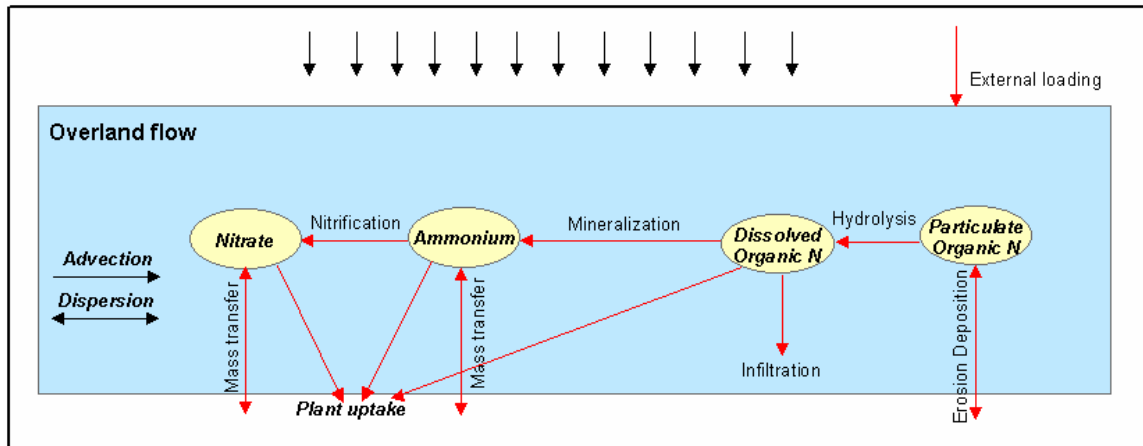 External loading
Overland flow
Nitrification
Mineralization
Hydrolysis
Nitrate
Ammonium
Dissolved
Organic N
Particulate
Organic N
Advection
Dispersion
Mass transfer
Mass transfer
Infiltration
Erosion Deposition
Plant uptake